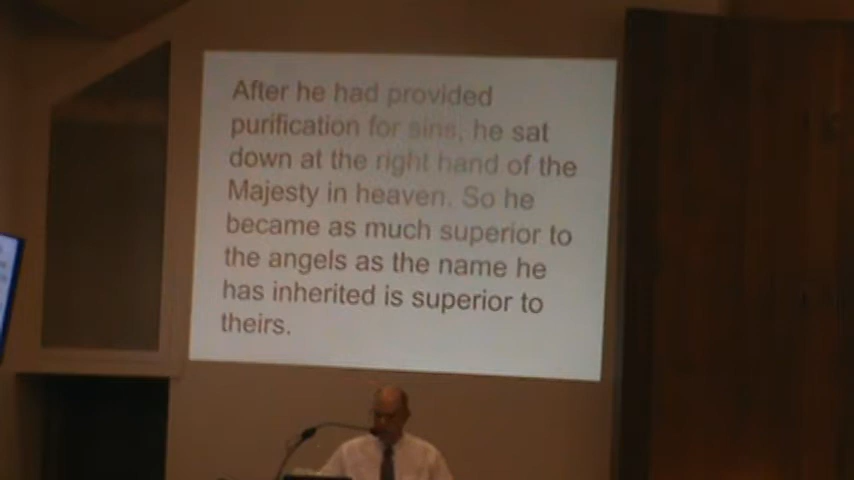 After he had provided
purification for sins, he sat
down at the right hand of the
Majesty in heaven. So he
became as much superior to
the angels as the name he
has inherited is superior to
theirs.